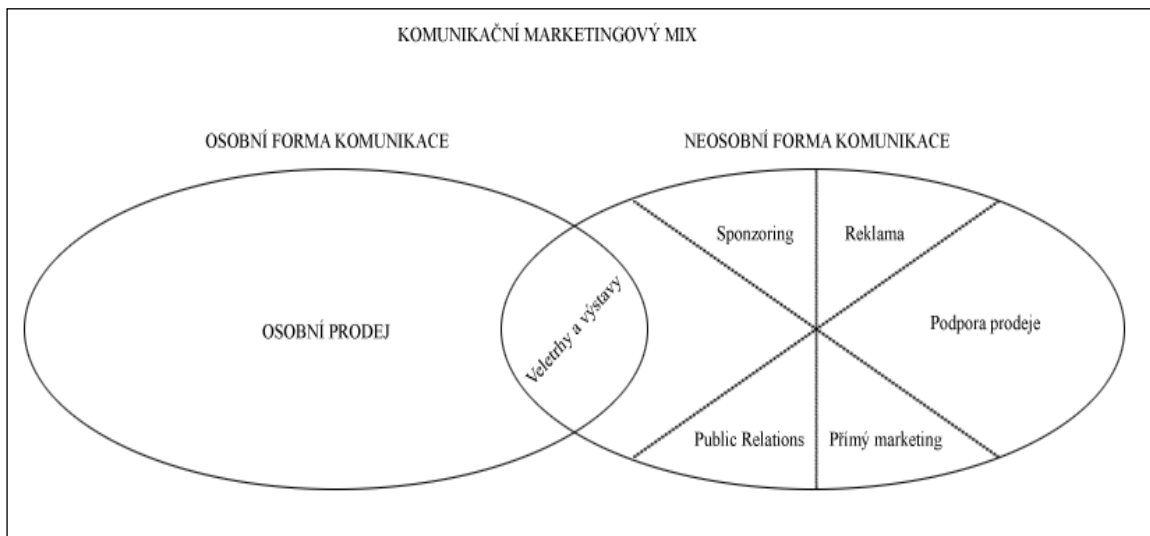 KOMUNIKAČNÍ MARKETINGOVÝ MIX
OSOBNÍ FORMA KOMUNIKACE
NEOSOBNÍ FORMA KOMUNIKACE
OSOBNÍ PRODEJ
Veletrhy a výstavy
Sponzoring
Reklama
Podpora prodeje
Public Relations
Přímý marketing